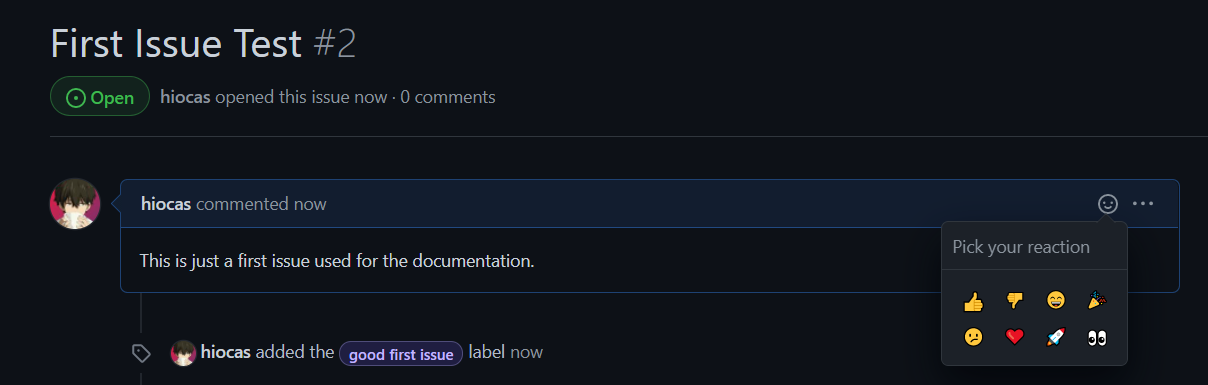 First Issue Test #2
Open hiocas opened this issue now · 0 comments
hiocas commented now
Pick your reaction
This is just a first issue used for the documentation.
hiocas added the good first issue label now